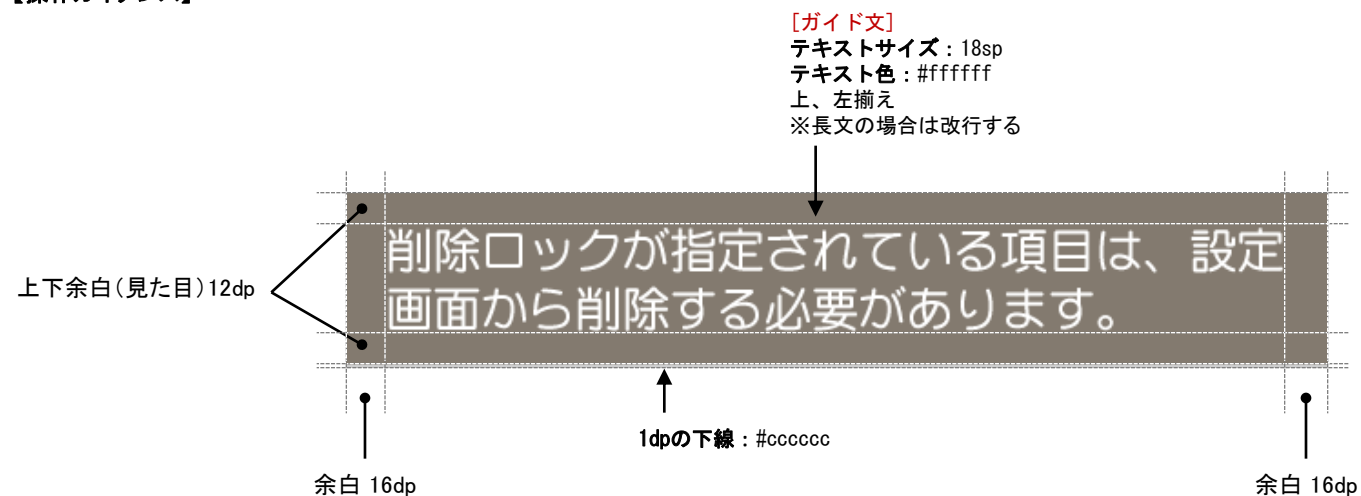 [ガイド文]
テキストサイズ：18sp
テキスト色：#ffffff
上、左揃え
※長文の場合は改行する
削除ロックが指定されている項目は、設定
画面から削除する必要があります。
上下余白(見た目)12dp
1dpの下線：#cccccc
余白 16dp
余白 16dp